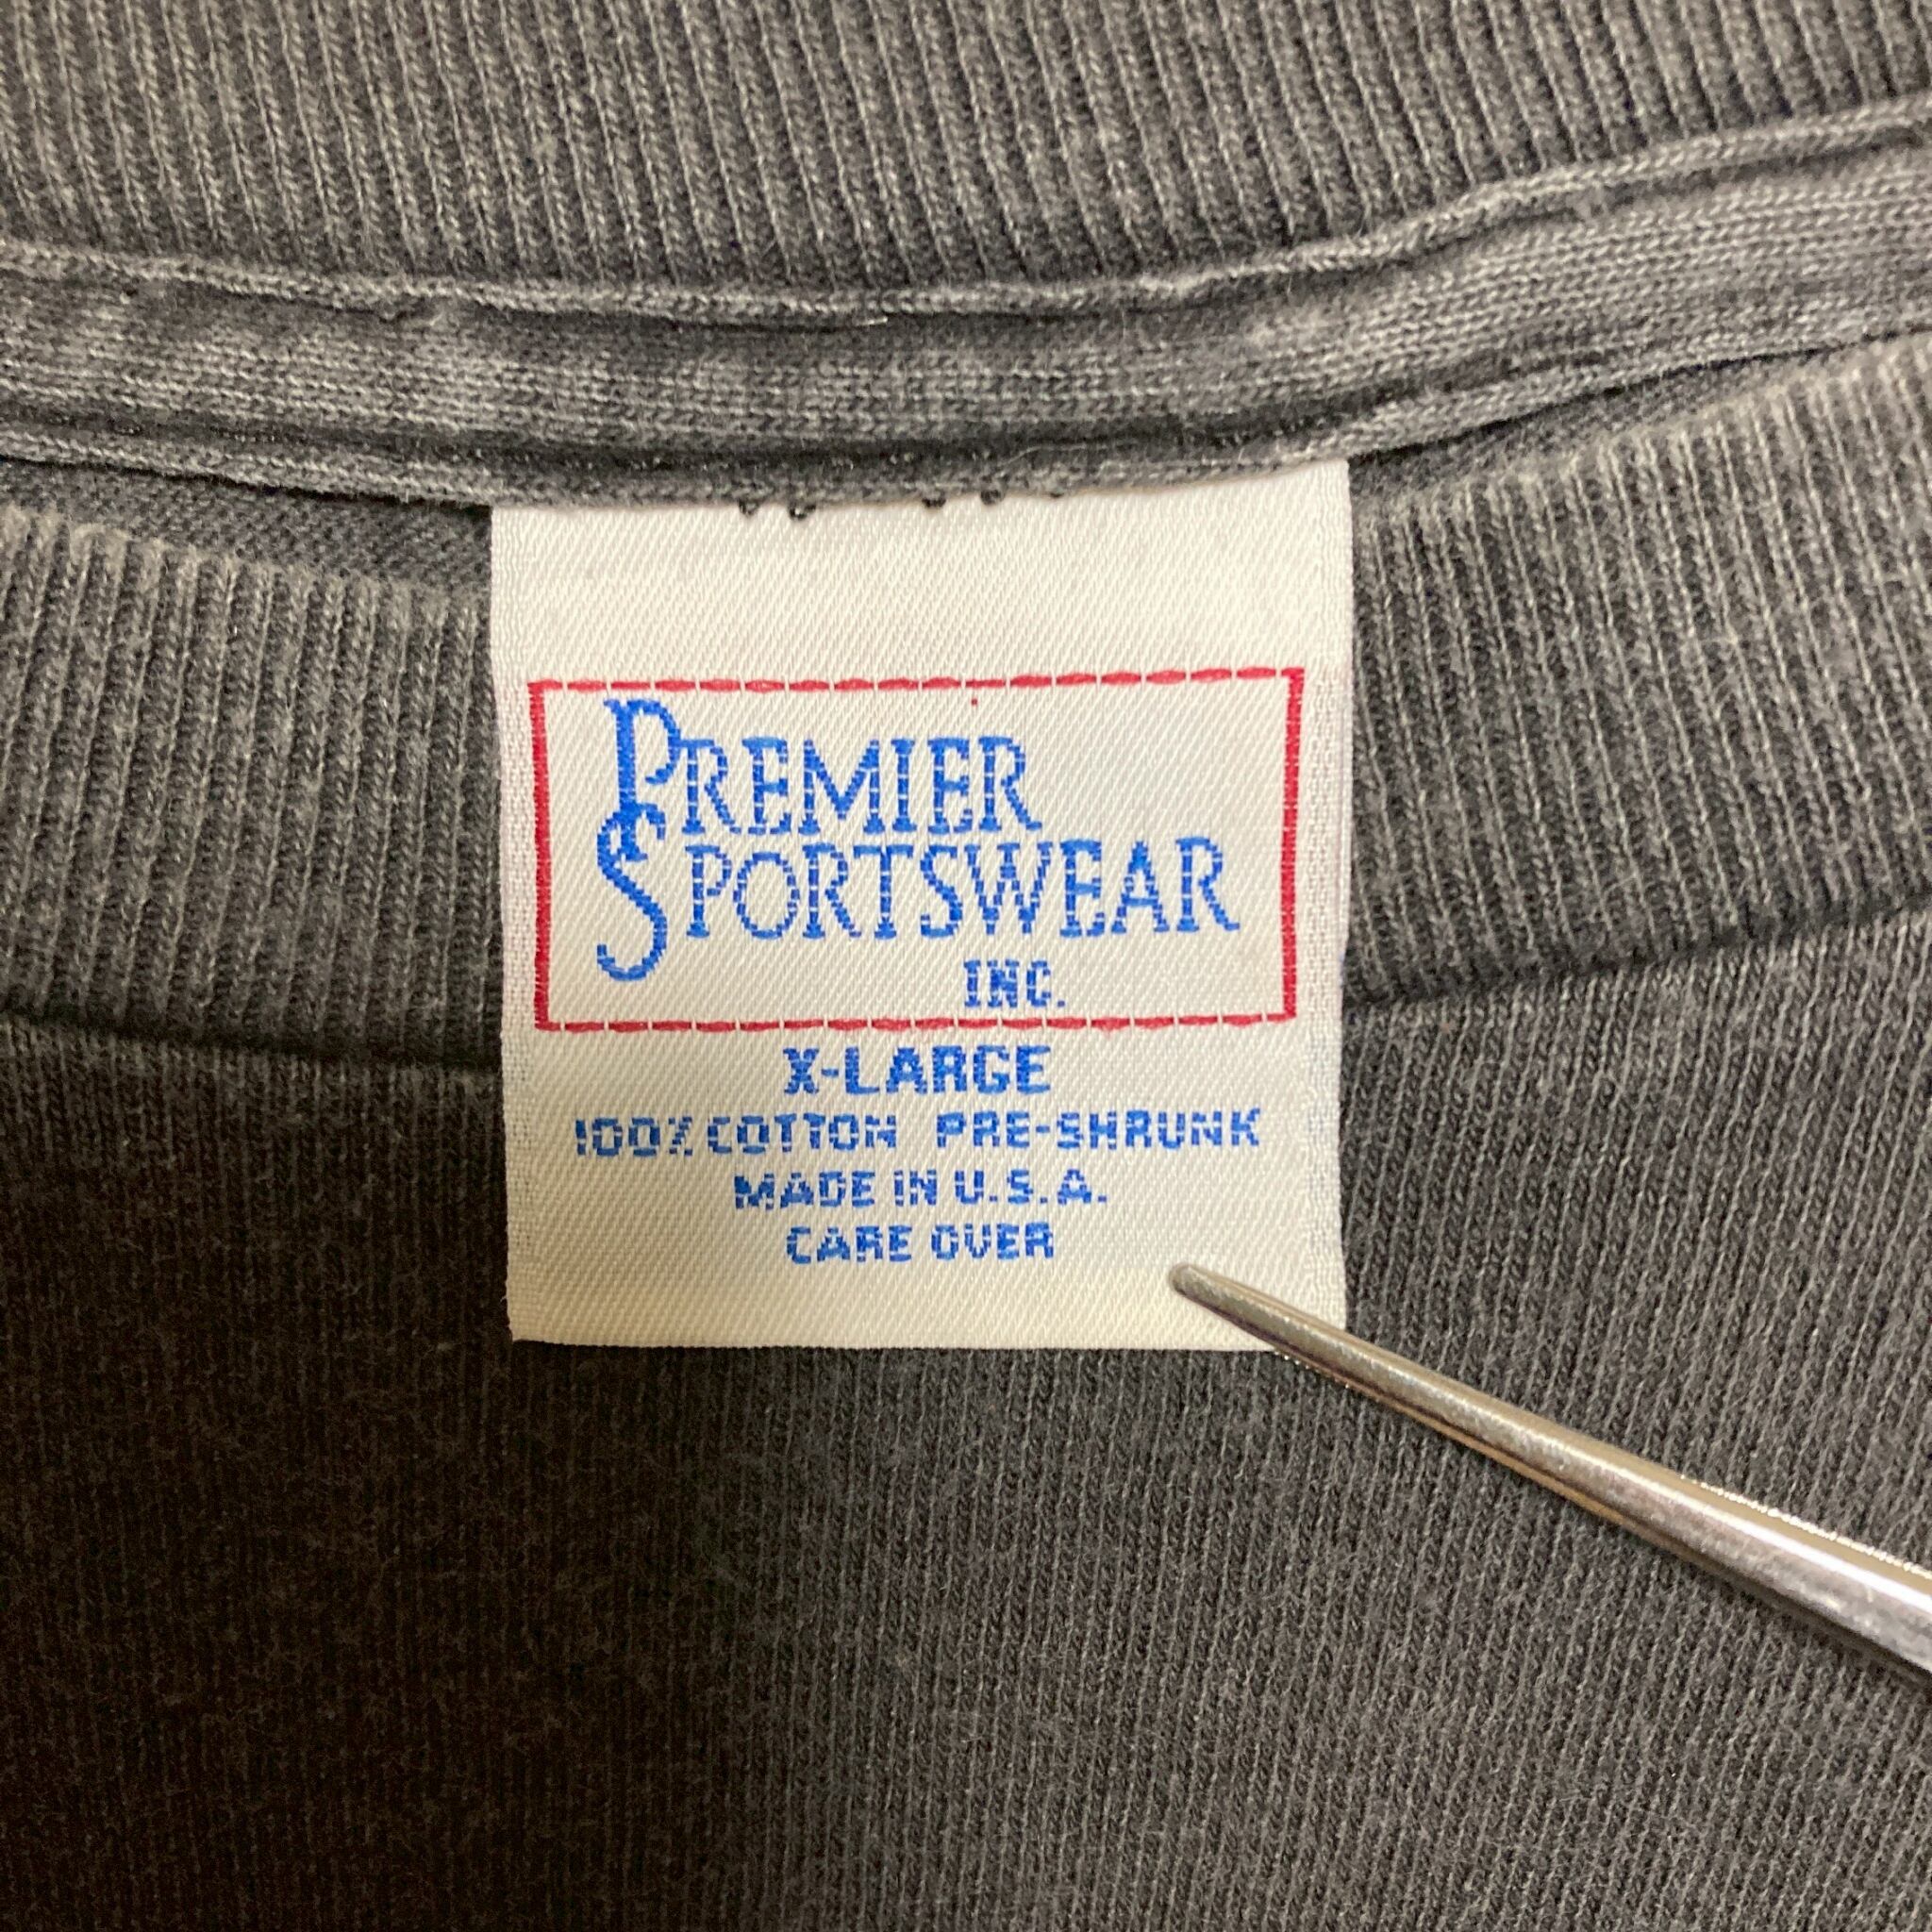 PREMIER
SPORTSWEAR
INC.
X-LARGE
100% COTTON PRE-SHRUNK
MADE IN U.S.A.
CARE OVER